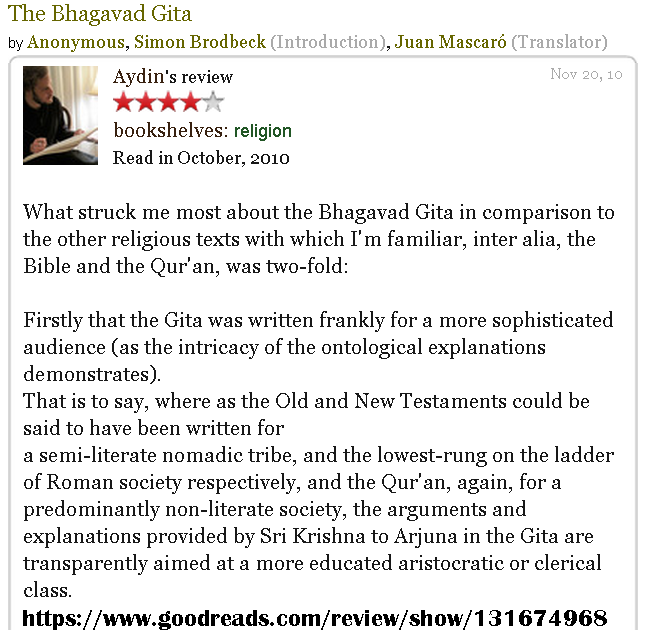 The Bhagavad Gita
by Anonymous, Simon Brodbeck (Introduction), Juan Mascaró (Translator)
Aydin's review
Nov 20, 10
bookshelves: religion
Read in October, 2010
What struck me most about the Bhagavad Gita in comparison to
the other religious texts with which I'm familiar, inter alia, the
Bible and the Qur'an, was two-fold:
Firstly that the Gita was written frankly for a more sophisticated
audience (as the intricacy of the ontological explanations
demonstrates).
That is to say, where as the Old and New Testaments could be
said to have been written for
a semi-literate nomadic tribe, and the lowest-rung on the ladder
of Roman society respectively, and the Qur'an, again, for a
predominantly non-literate society, the arguments and
explanations provided by Sri Krishna to Arjuna in the Gita are
transparently aimed at a more educated aristocratic or clerical
class.
https://www.goodreads.com/review/show/131674968